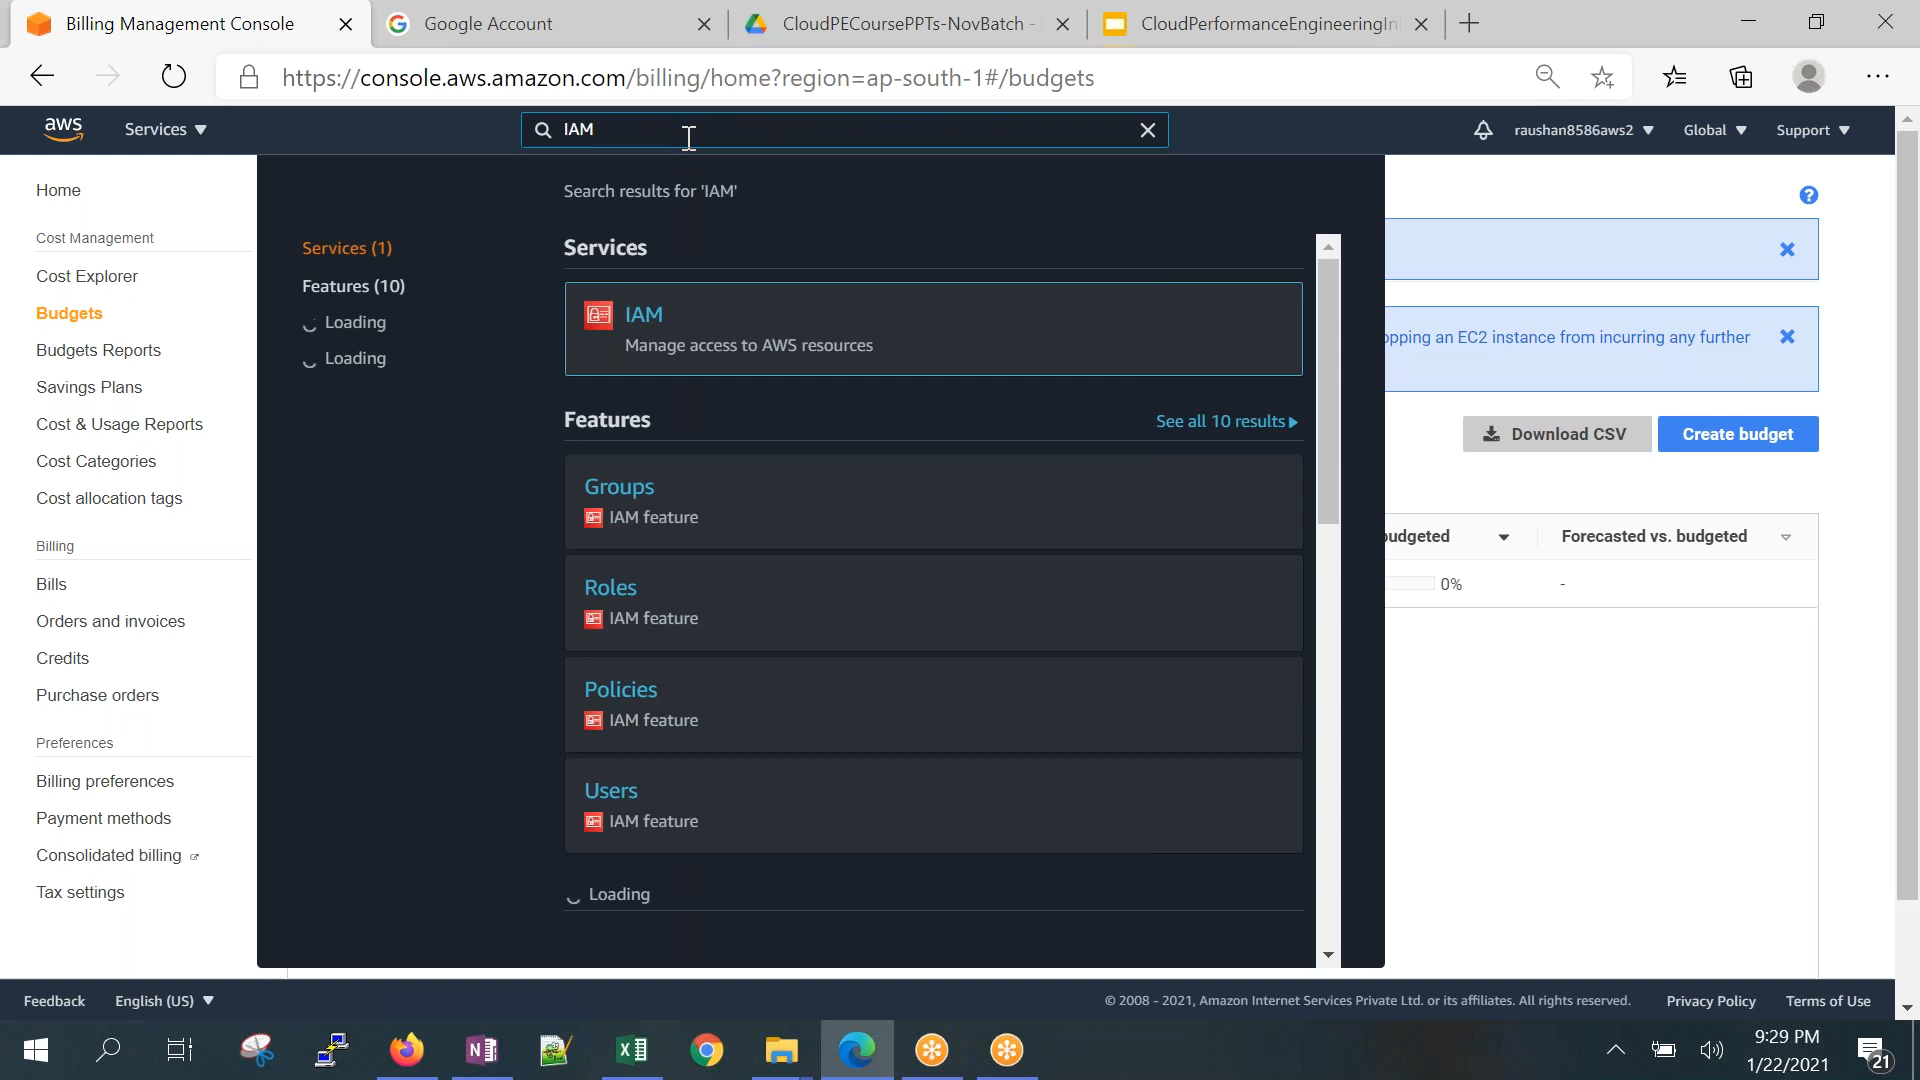 Billing Management Console
Google Account
CloudPECoursePPTs-NovBatch -
CloudPerformanceEngineeringIn
https://console.aws.amazon.com/billing/home?region=ap-south-1#/budgets
aws
Services
IAM
raushan8586aws2
Global
Support
Home
Cost Management
Cost Explorer
Budgets
Budgets Reports
Savings Plans
Cost & Usage Reports
Cost Categories
Cost allocation tags
Billing
Bills
Orders and invoices
Credits
Purchase orders
Preferences
Billing preferences
Payment methods
Consolidated billing
Tax settings
Search results for 'IAM'
Services (1)
Features (10)
Loading
Loading
Services
IAM
Manage access to AWS resources
Features
See all 10 results
Groups
IAM feature
Roles
IAM feature
Policies
IAM feature
Users
IAM feature
Loading
opping an EC2 instance from incurring any further
Download CSV
Create budget
budgeted
Forecasted vs. budgeted
0%
-
Feedback
English (US)
© 2008 - 2021, Amazon Internet Services Private Ltd. or its affiliates. All rights reserved.
Privacy Policy
Terms of Use
9:29 PM
1/22/2021
21